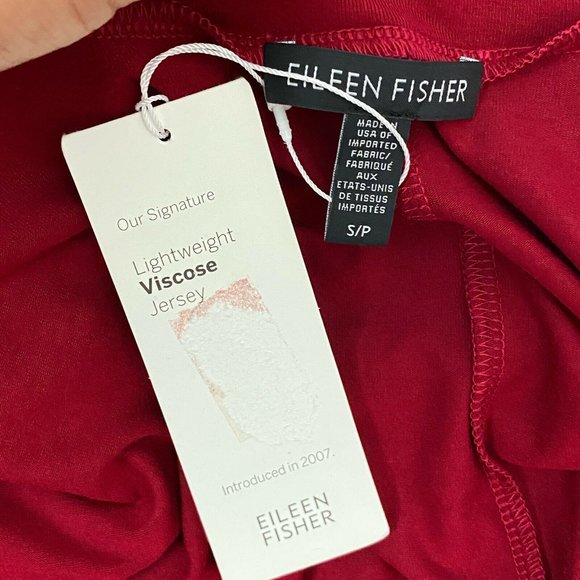 EILEEN FISHER
MADE IN
USA OF
IMPORTED
FABRIC/
FABRIQUÉ
AUX
ETATS-UNIS
DE TISSUS
IMPORTÉS
S/P
Our Signature
Lightweight
Viscose
Jersey
Introduced in 2007.
EILEEN
FISHER